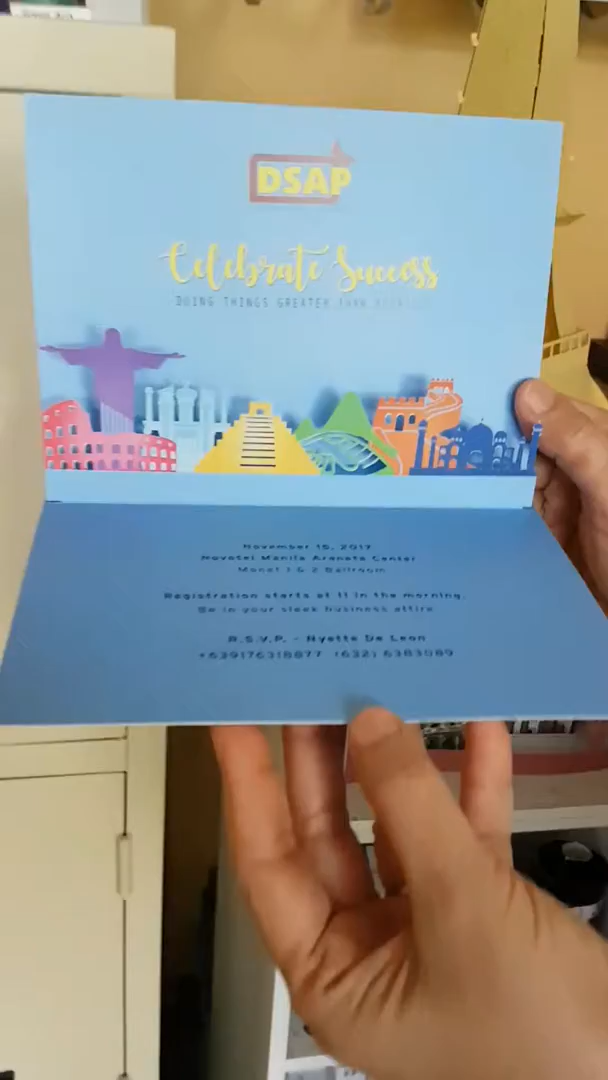 DSAP
Celebrate Success
DOING THINGS GREATER THAN
November 15, 2017
Novotel Manila Araneta Center
Monet 1 & 2 Ballroom
Registration starts at 11 in the morning.
Be in your sleek business attire
R.S.V.P. - Nyette De Leon
+639176318877 (632) 6383089